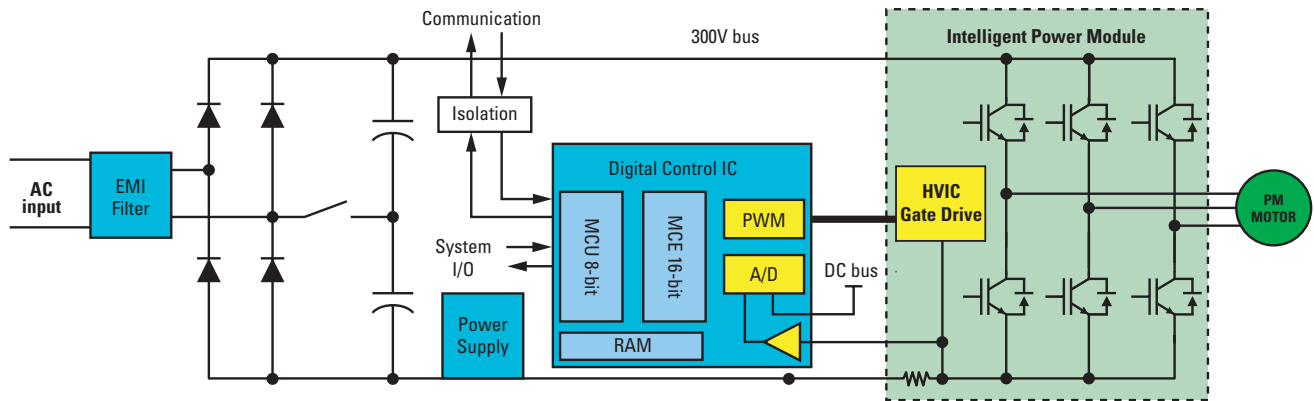 Communication
300V bus
Intelligent Power Module
Isolation
Digital Control IC
AC
input
EMI
Filter
HVIC
Gate Drive
PM
MOTOR
MCU 8-bit
MCE 16-bit
PWM
System
I/O
A/D
DC bus
Power
Supply
RAM